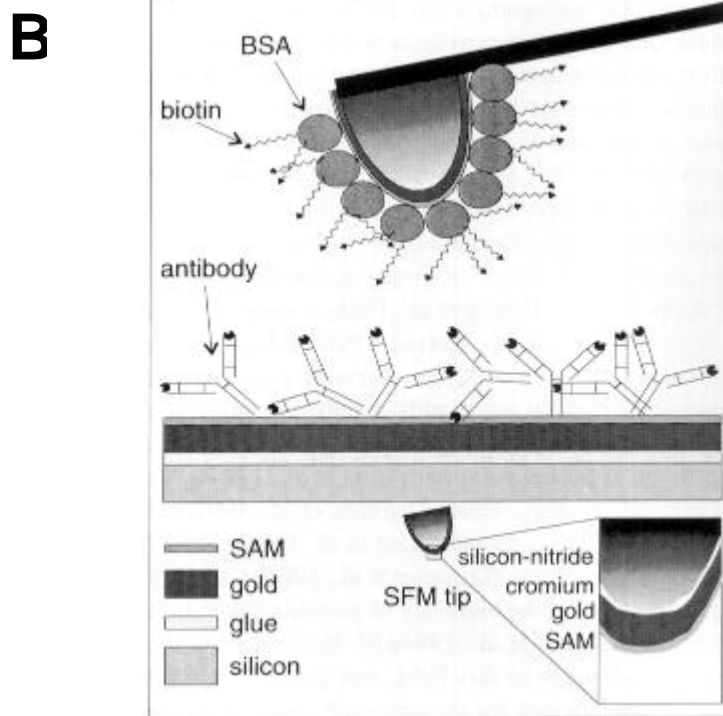 B
BSA
biotin
antibody
SAM
gold
glue
silicon
SFM tip
silicon-nitride
cromium
gold
SAM